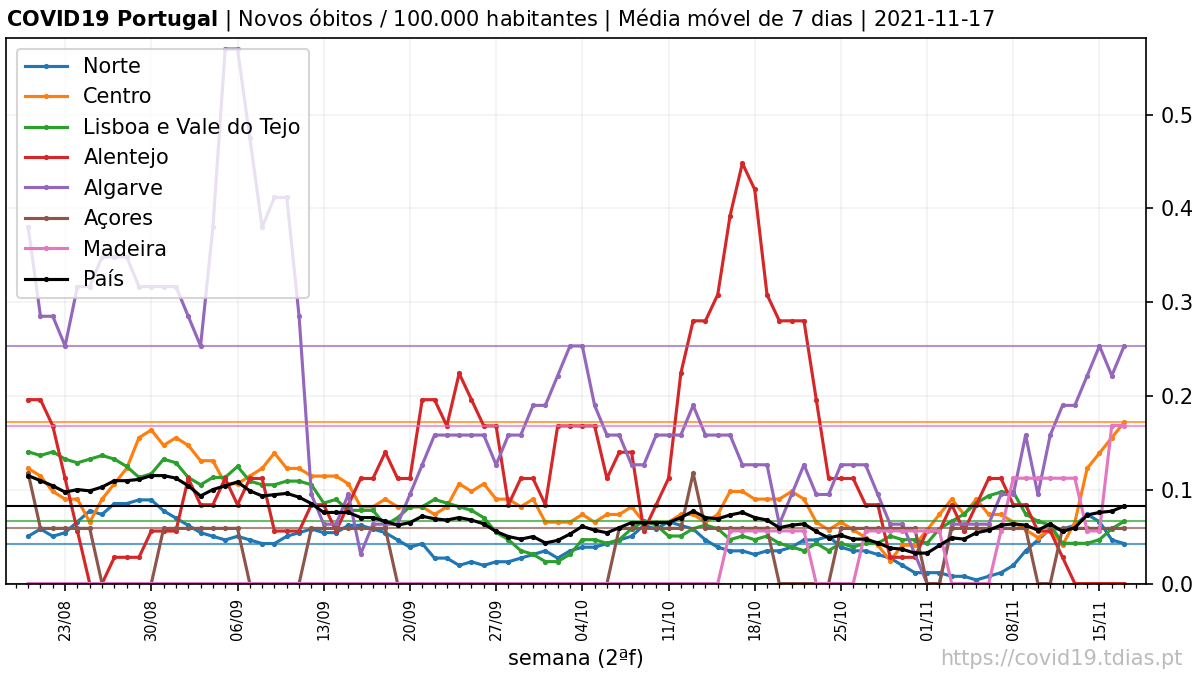 COVID19 Portugal | Novos óbitos / 100.000 habitantes | Média móvel de 7 dias | 2021-11-17
Norte
Centro
Lisboa e Vale do Tejo
Alentejo
Algarve
Açores
Madeira
País
0.5
0.4
0.3
0.2
0.1
0.0
23/08 30/08 06/09 13/09 20/09 27/09 04/10 11/10 18/10 25/10 01/11 08/11 15/11
semana (2ªf)
https://covid19.tdias.pt